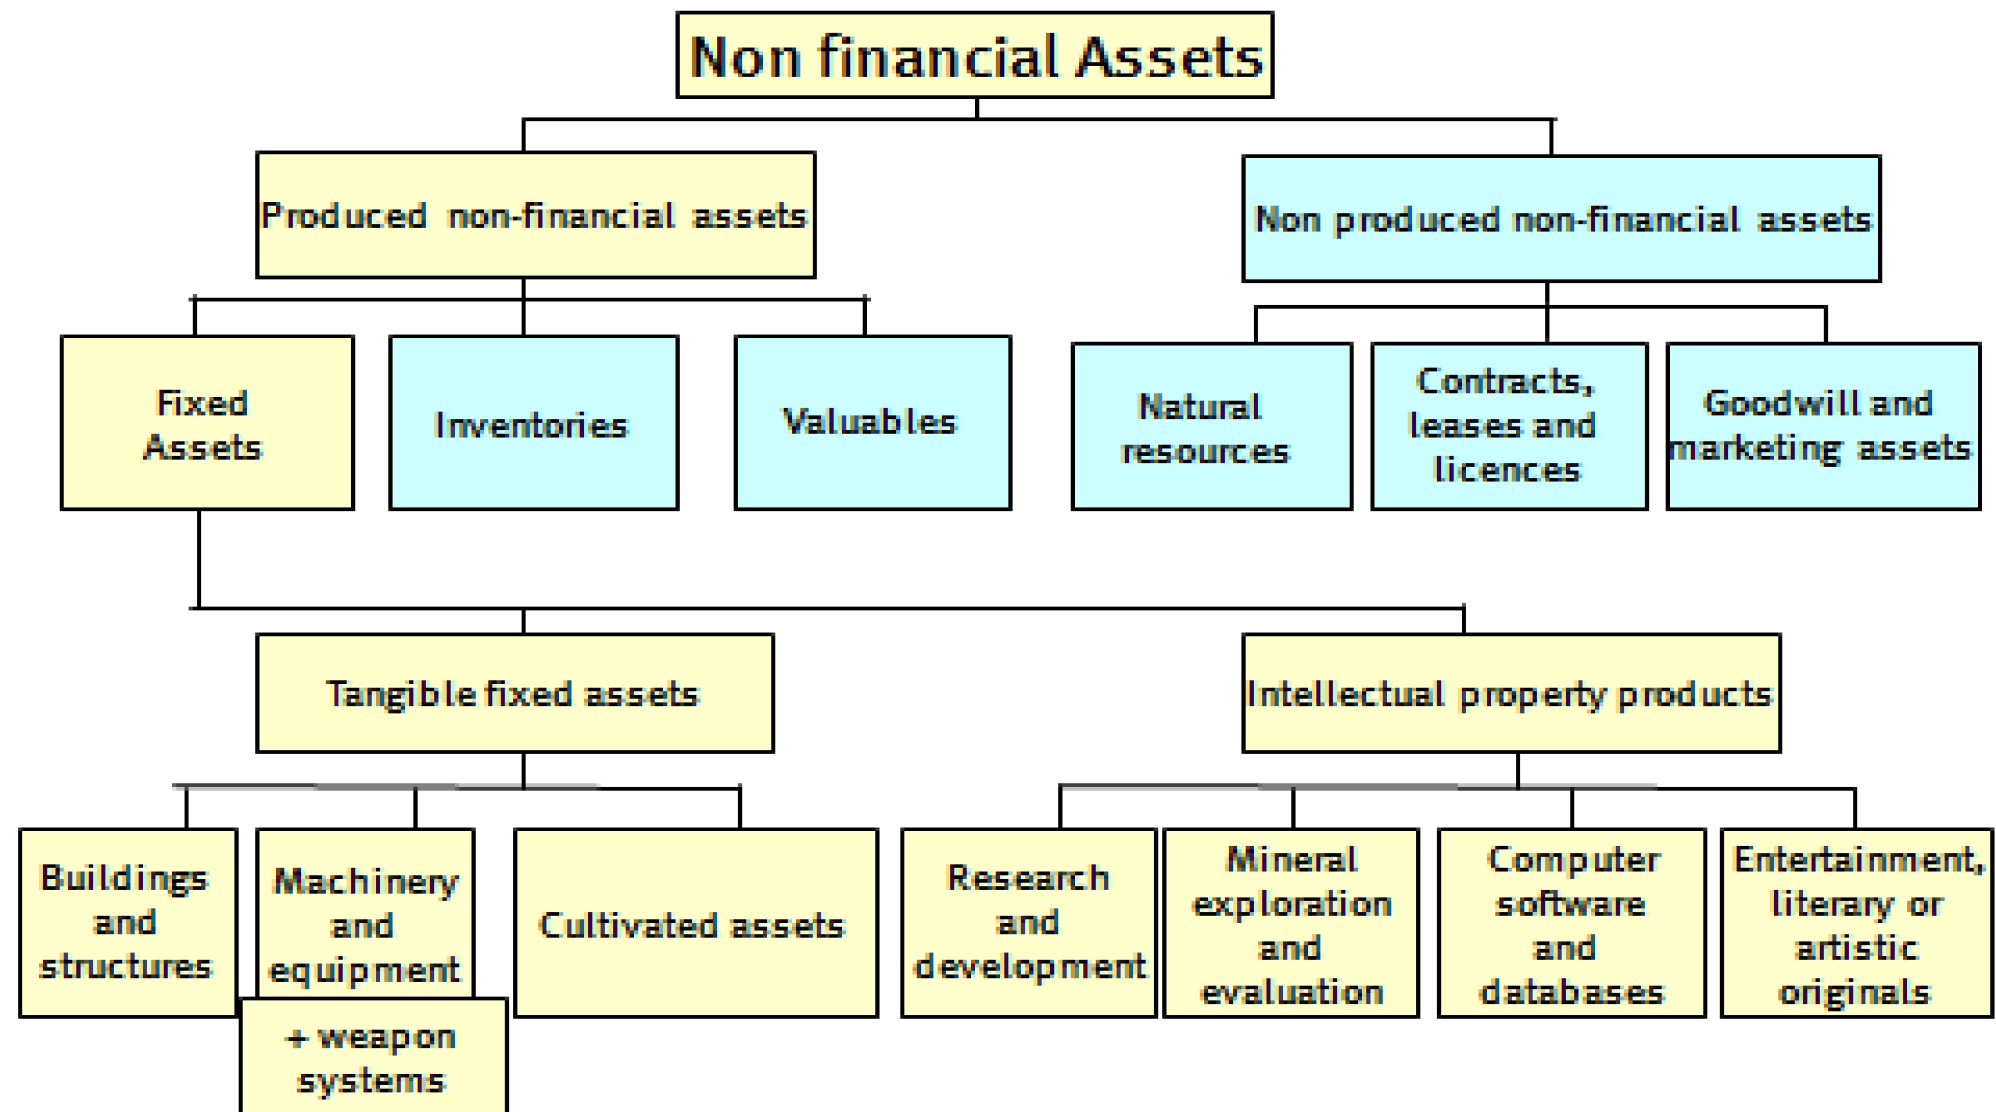 Non financial Assets
Produced non-financial assets
Non produced non-financial assets
Fixed
Assets
Inventories
Valuables
Natural
resources
Contracts,
leases and
licences
Goodwill and
marketing assets
Tangible fixed assets
Intellectual property products
Buildings
and
structures
Machinery
and
equipment
+ weapon
systems
Cultivated assets
Research
and
development
Mineral
exploration
and
evaluation
Computer
software
and
databases
Entertainment,
literary or
artistic
originals